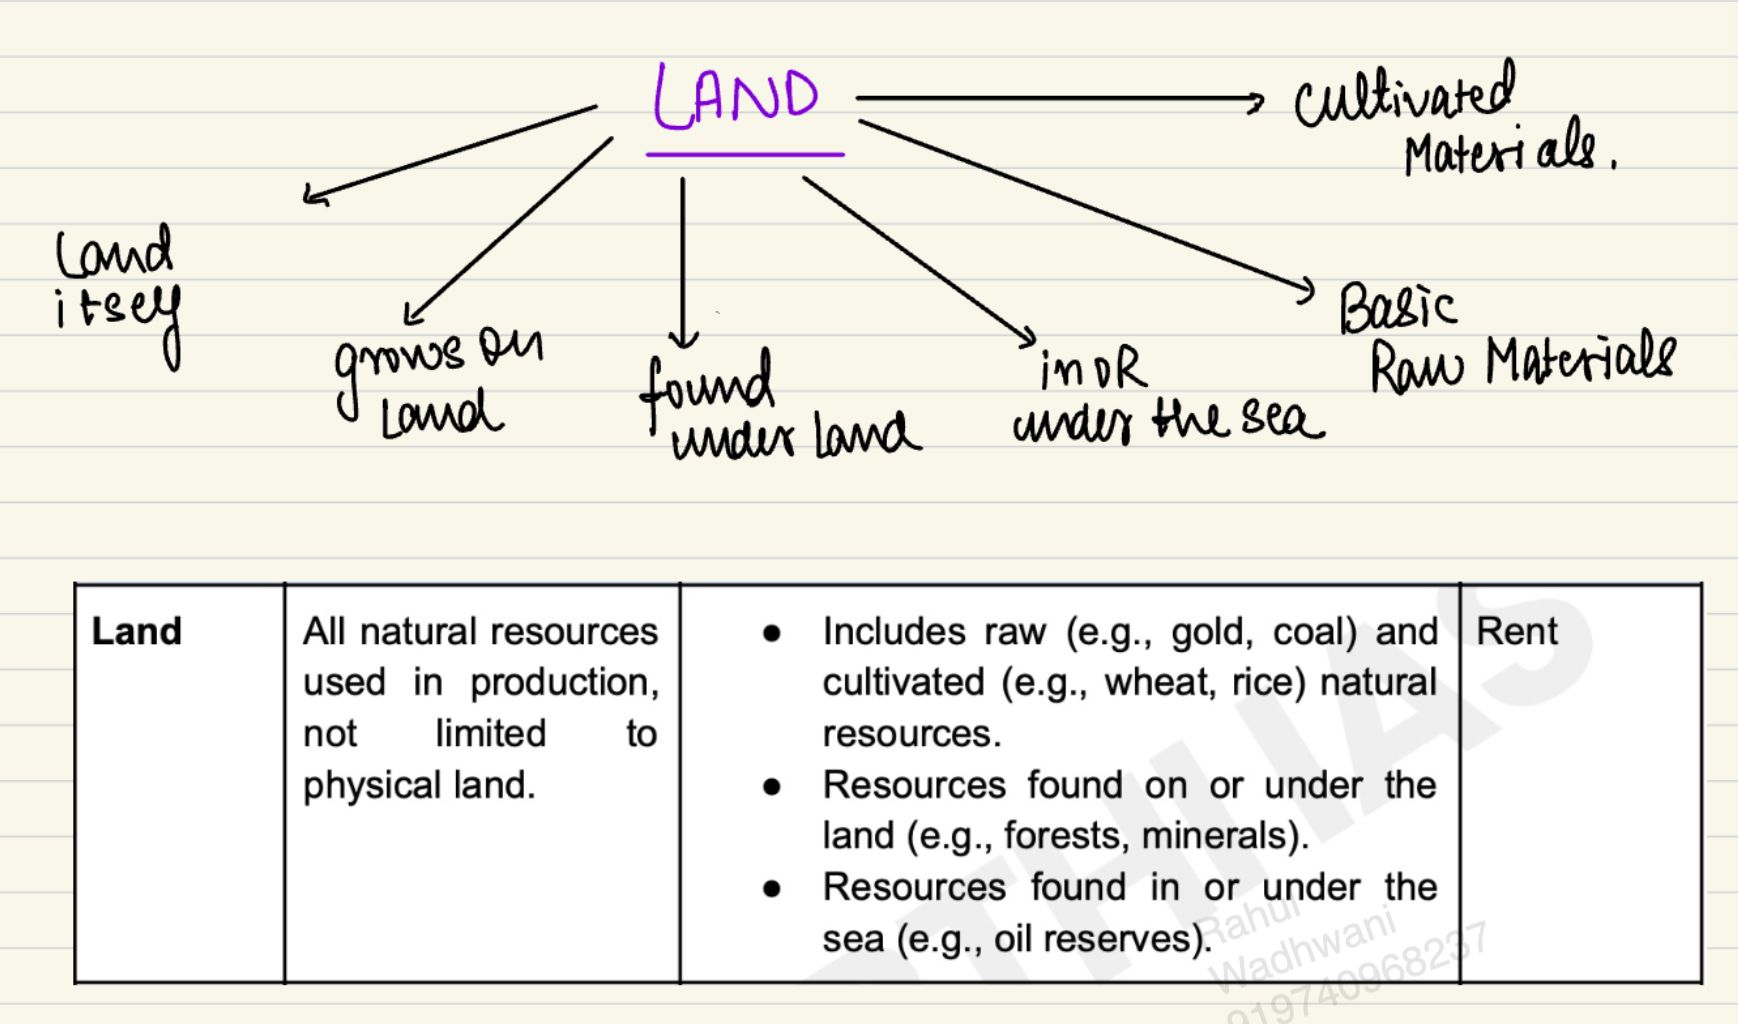 LAND
Cultivated
Materials.
Land
itself
grows on
Land
found
under land
in OR
under the sea
Basic
Raw Materials
Land
All natural resources
used in production,
not limited to
physical land.
● Includes raw (e.g., gold, coal) and
cultivated (e.g., wheat, rice) natural
resources.
● Resources found on or under the
land (e.g., forests, minerals).
● Resources found in or under the
sea (e.g., oil reserves).
Rent
THI IAS
Rahul
Wadhwani
919740968237